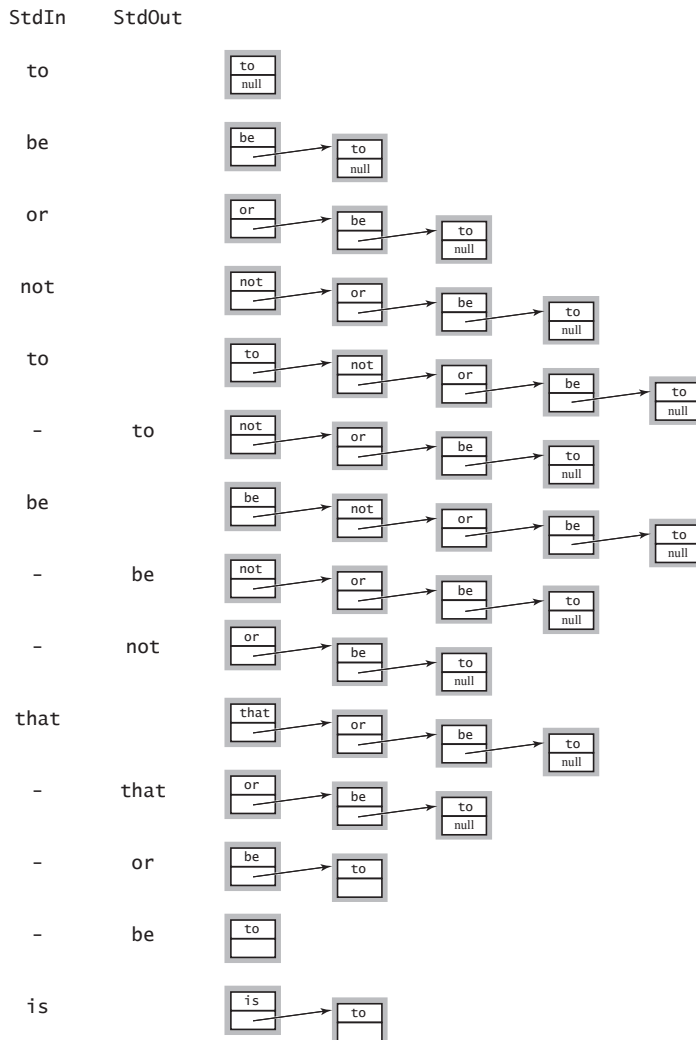 StdIn StdOut
to to
null
be be to
null
or or be to
null
not not or be to
null
to to not or be to
null
- to not or be to
null
be be not or be to
null
- be not or be to
null
- not or be to
null
that that or be to
null
- that or be to
null
- or be to
- be to
is is to